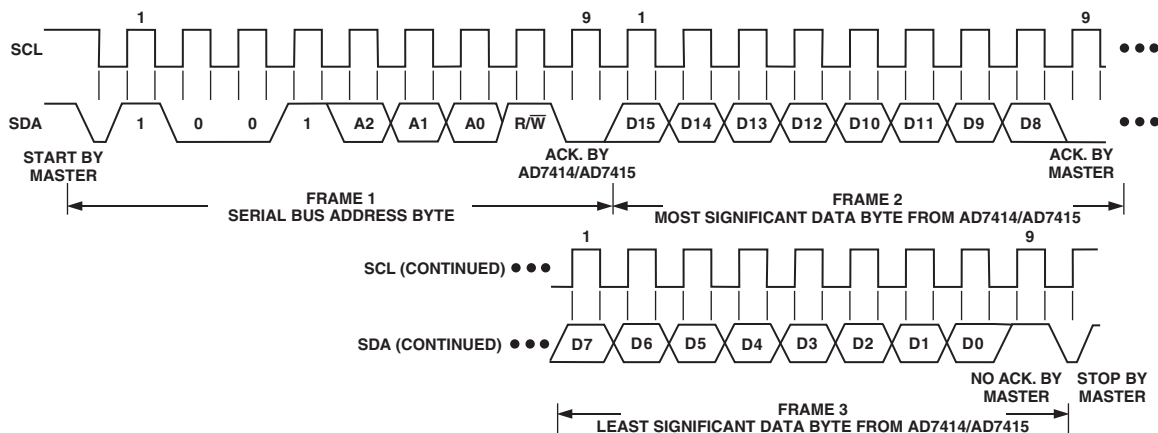 1 9 1 9
SCL
SDA 1 0 0 1 A2 A1 A0 R/W̅ D15 D14 D13 D12 D10 D11 D9 D8
START BY
MASTER
ACK. BY
AD7414/AD7415
ACK. BY
MASTER
FRAME 1
SERIAL BUS ADDRESS BYTE
FRAME 2
MOST SIGNIFICANT DATA BYTE FROM AD7414/AD7415
1 9
SCL (CONTINUED)
SDA (CONTINUED) D7 D6 D5 D4 D3 D2 D1 D0
NO ACK. BY
MASTER
STOP BY
MASTER
FRAME 3
LEAST SIGNIFICANT DATA BYTE FROM AD7414/AD7415